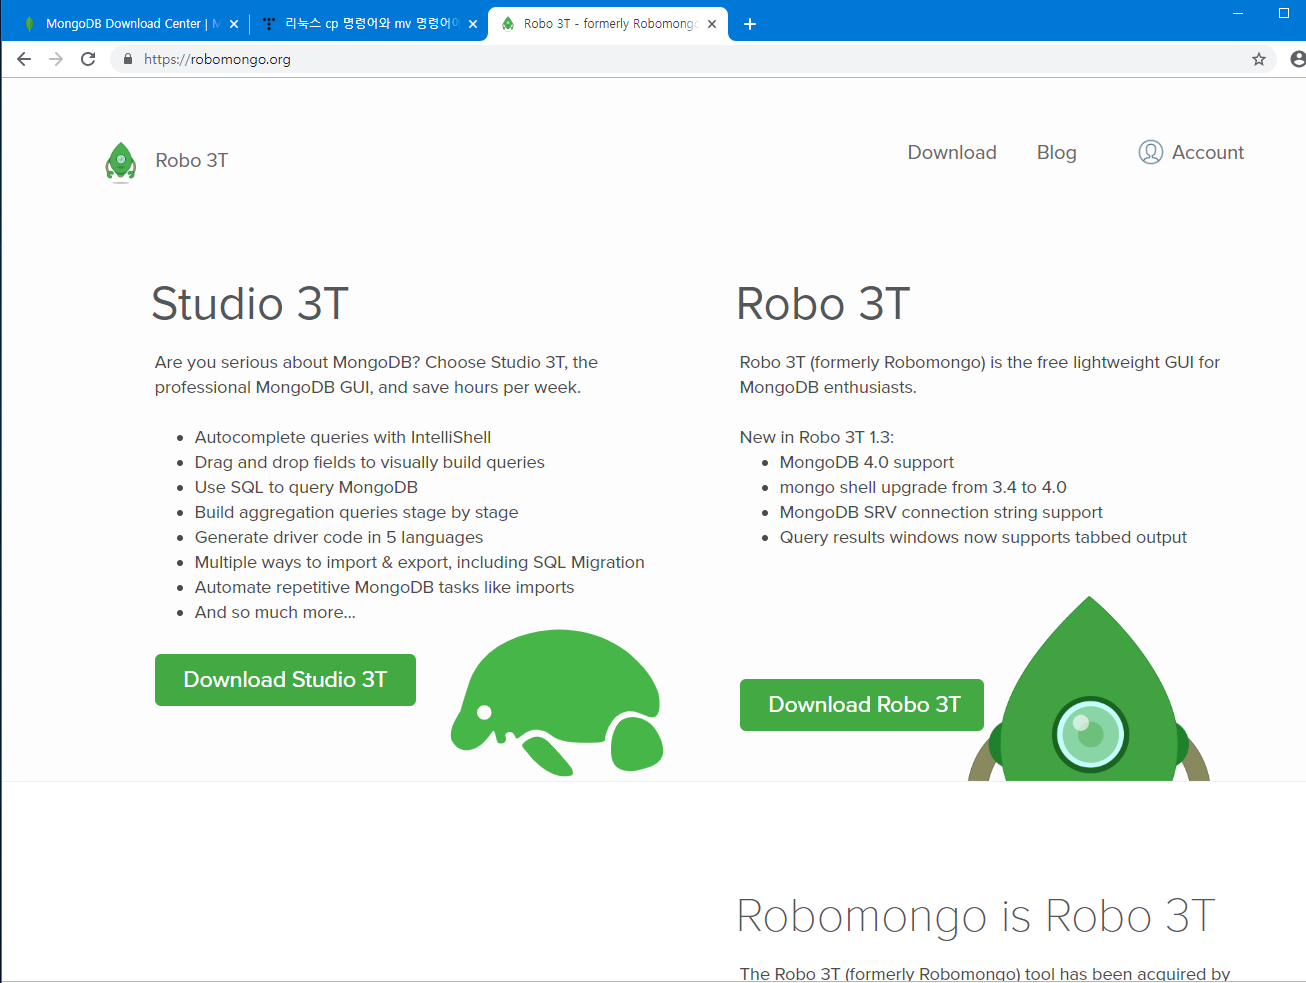 MongoDB Download Center |
리눅스 cp 명령어와 mv 명령어
Robo 3T - formerly Robomongo
https://robomongo.org
Robo 3T
Download
Blog
Account
Studio 3T
Are you serious about MongoDB? Choose Studio 3T, the
professional MongoDB GUI, and save hours per week.
Autocomplete queries with IntelliShell
Drag and drop fields to visually build queries
Use SQL to query MongoDB
Build aggregation queries stage by stage
Generate driver code in 5 languages
Multiple ways to import & export, including SQL Migration
Automate repetitive MongoDB tasks like imports
And so much more...
Download Studio 3T
Robo 3T
Robo 3T (formerly Robomongo) is the free lightweight GUI for
MongoDB enthusiasts.
New in Robo 3T 1.3:
MongoDB 4.0 support
mongo shell upgrade from 3.4 to 4.0
MongoDB SRV connection string support
Query results windows now supports tabbed output
Download Robo 3T
Robomongo is Robo 3T
The Robo 3T (formerly Robomongo) tool has been acquired by